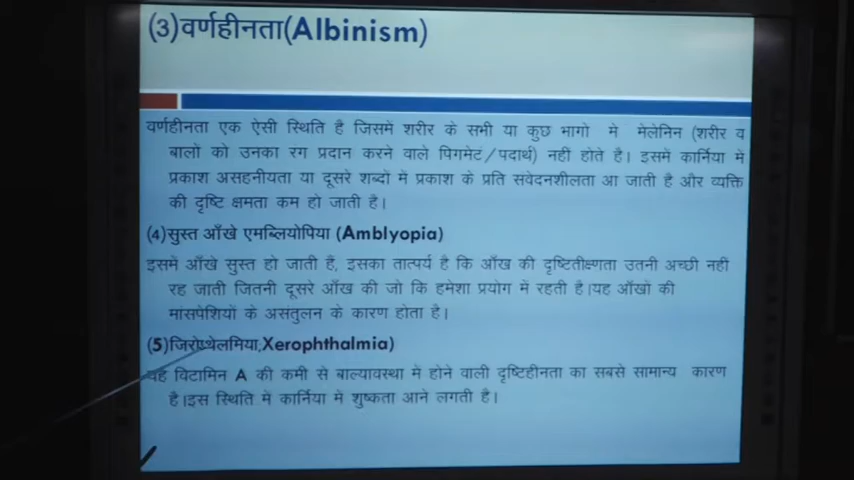 (3)वर्णहीनता(Albinism)
वर्णहीनता एक ऐसी स्थिति है जिसमें शरीर के सभी या कुछ भागो मे मेलेनिन (शरीर व
बालों को उनका रग प्रदान करने वाले पिगमेट/पदार्थ) नहीं होते है। इसमें कार्निया मे
प्रकाश असहनीयता या दूसरे शब्दों में प्रकाश के प्रति संवेदनशीलता आ जाती है और व्यक्ति
की दृष्टि क्षमता कम हो जाती है।
(4)सुस्त आँखे एमब्लियोपिया (Amblyopia)
इसमें आँखे सुस्त हो जाती है, इसका तात्पर्य है कि आँख की दृष्टितीक्ष्णता उतनी अच्छी नहीं
रह जाती जितनी दूसरे आँख की जो कि हमेशा प्रयोग में रहती है।यह आँखों की
मांसपेशियों के असंतुलन के कारण होता है।
(5)जिरोप्थेलमिया,Xerophthalmia)
यह विटामिन A की कमी से बाल्यावस्था मे होने वाली दृष्टिहीनता का सबसे सामान्य कारण
है।इस स्थिति में कार्निया में शुष्कता आने लगती है।